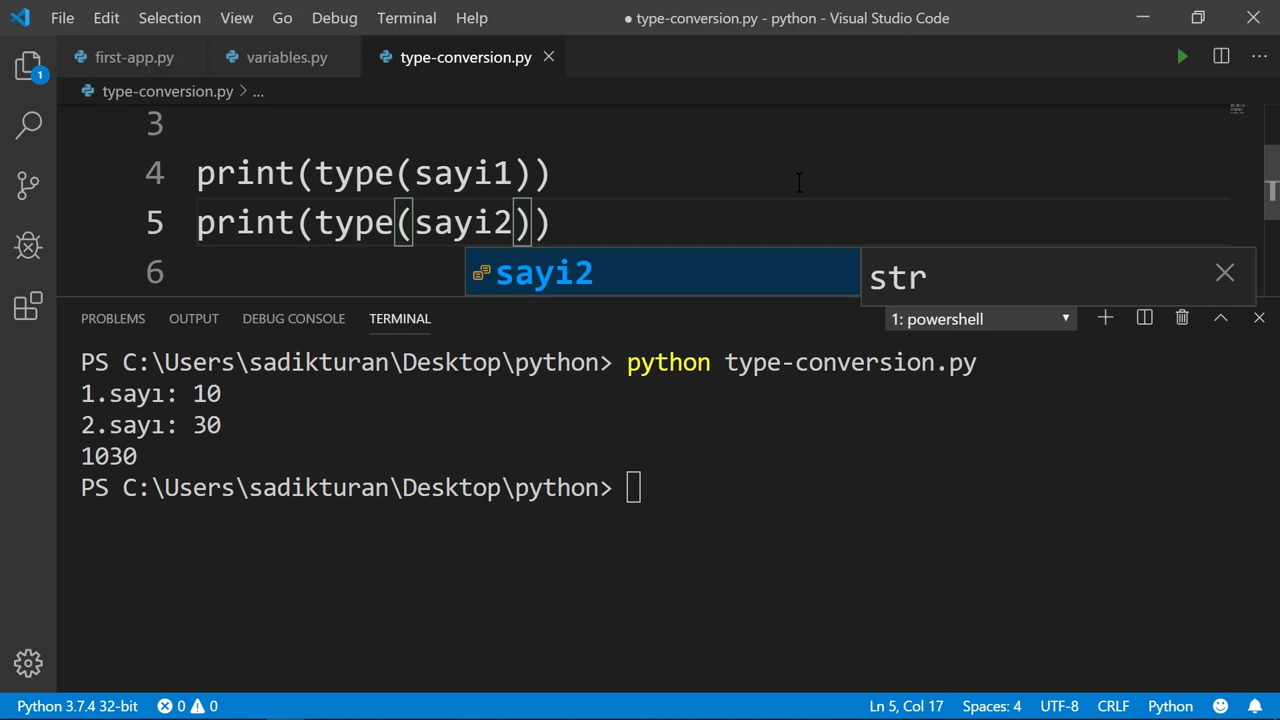 File Edit Selection View Go Debug Terminal Help ● type-conversion.py - python - Visual Studio Code
first-app.py variables.py type-conversion.py
1
type-conversion.py > ...
3
4 print(type(sayi1))
5 print(type(sayi2))
6 sayi2 str
PROBLEMS OUTPUT DEBUG CONSOLE TERMINAL 1: powershell
PS C:\Users\sadikturan\Desktop\python> python type-conversion.py
1.sayı: 10
2.sayı: 30
1030
PS C:\Users\sadikturan\Desktop\python>
Python 3.7.4 32-bit 0 0 Ln 5, Col 17 Spaces: 4 UTF-8 CRLF Python